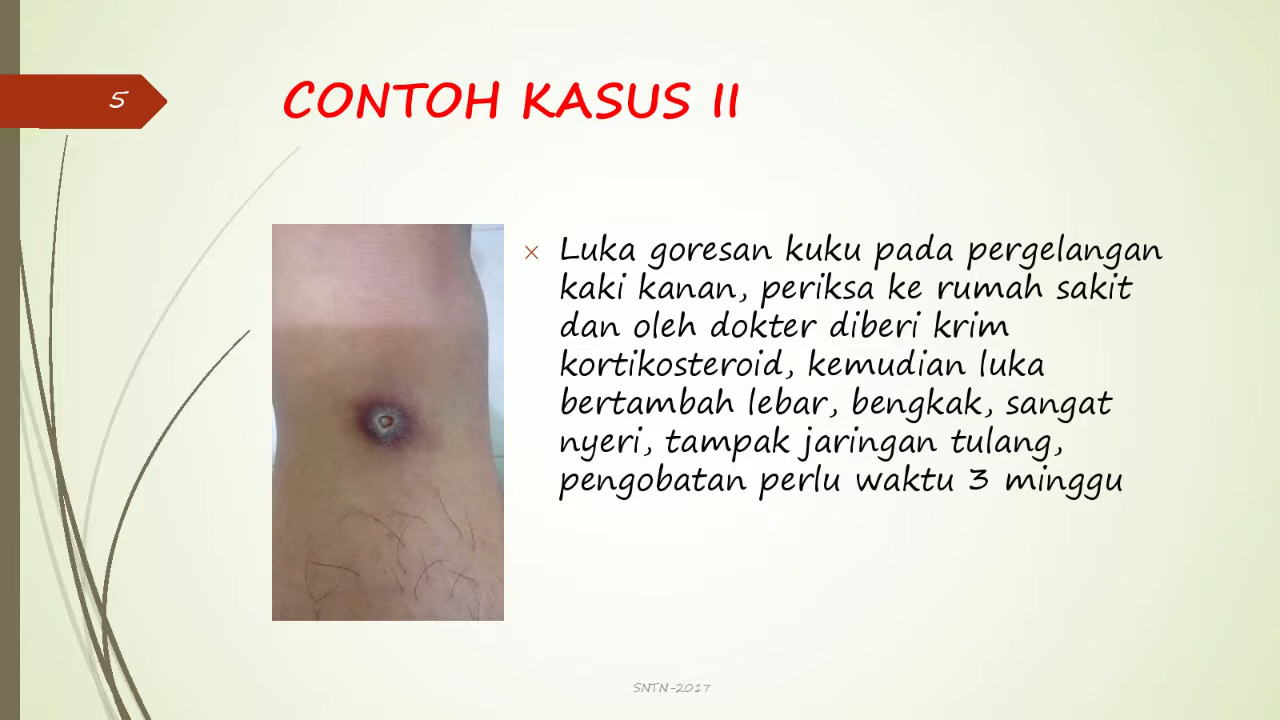 5
CONTOH KASUS II
× Luka goresan kuku pada pergelangan
kaki kanan, periksa ke rumah sakit
dan oleh dokter diberi krim
kortikosteroid, kemudian luka
bertambah lebar, bengkak, sangat
nyeri, tampak jaringan tulang,
pengobatan perlu waktu 3 minggu
SNTN-2017